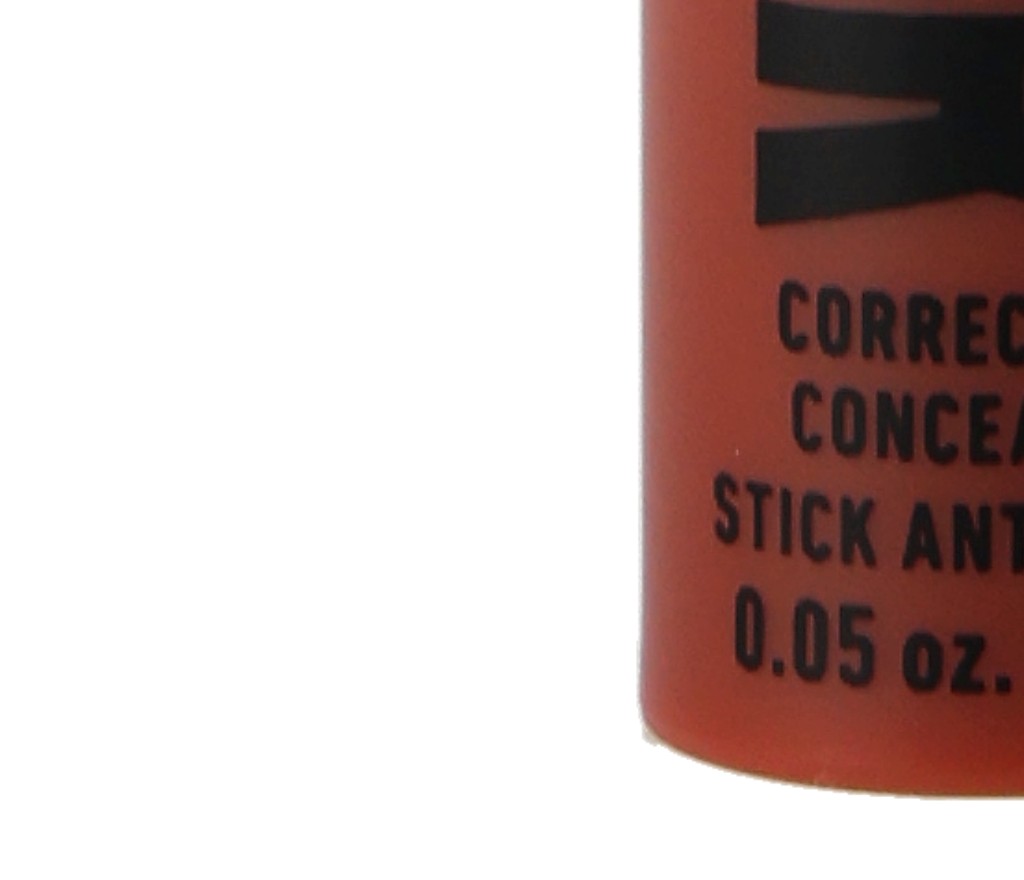 CORREC
CONCEA
STICK ANT
0.05 oz.